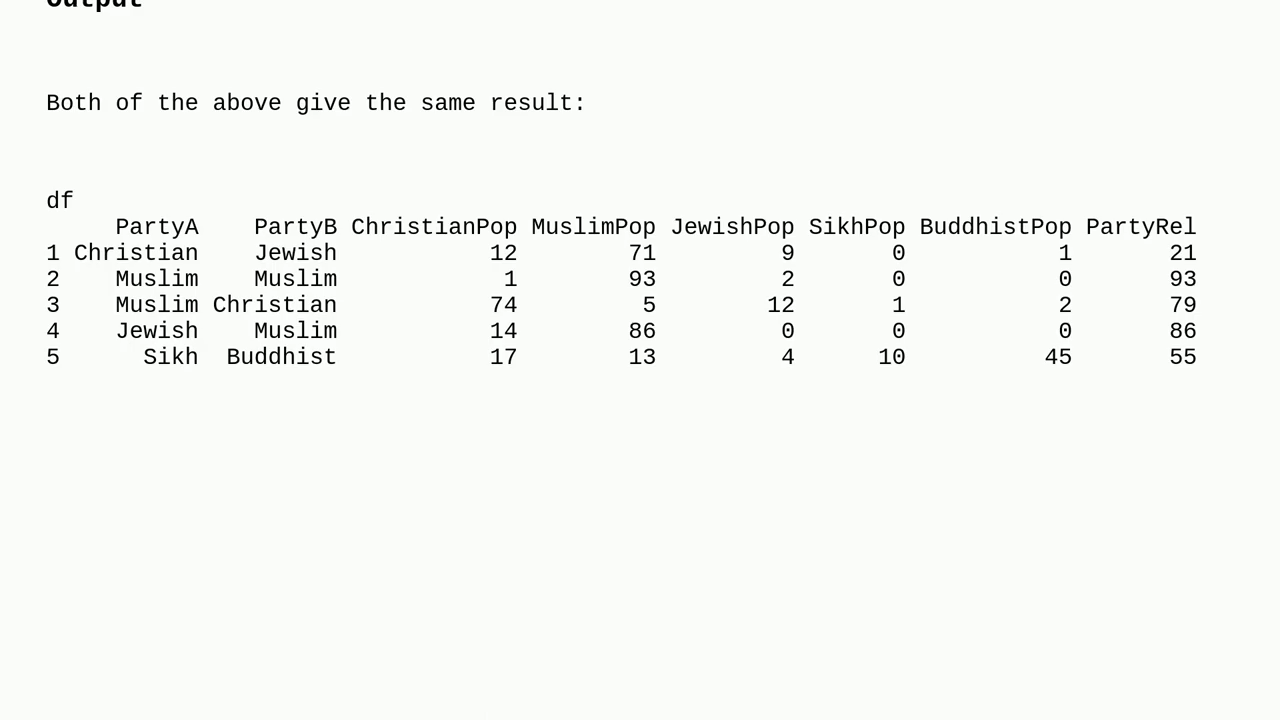 Output
Both of the above give the same result:
df
     PartyA    PartyB ChristianPop MuslimPop JewishPop SikhPop BuddhistPop PartyRel
1 Christian    Jewish           12        71         9       0           1       21
2    Muslim    Muslim            1        93         2       0           0       93
3    Muslim Christian           74         5        12       1           2       79
4    Jewish    Muslim           14        86         0       0           0       86
5      Sikh  Buddhist           17        13         4      10          45       55